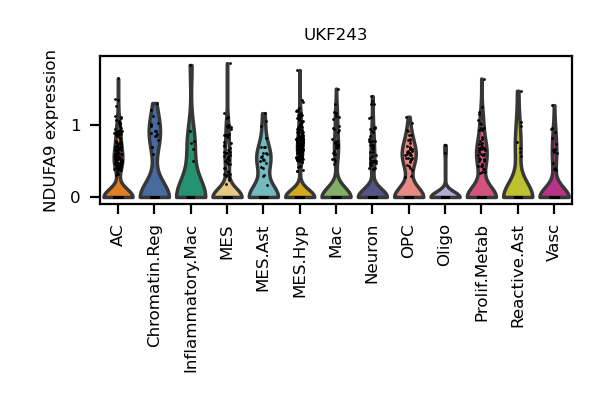 UKF243
NDUFA9 expression
1
0
AC
Chromatin.Reg
Inflammatory.Mac
MES
MES.Ast
MES.Hyp
Mac
Neuron
OPC
Oligo
Prolif.Metab
Reactive.Ast
Vasc